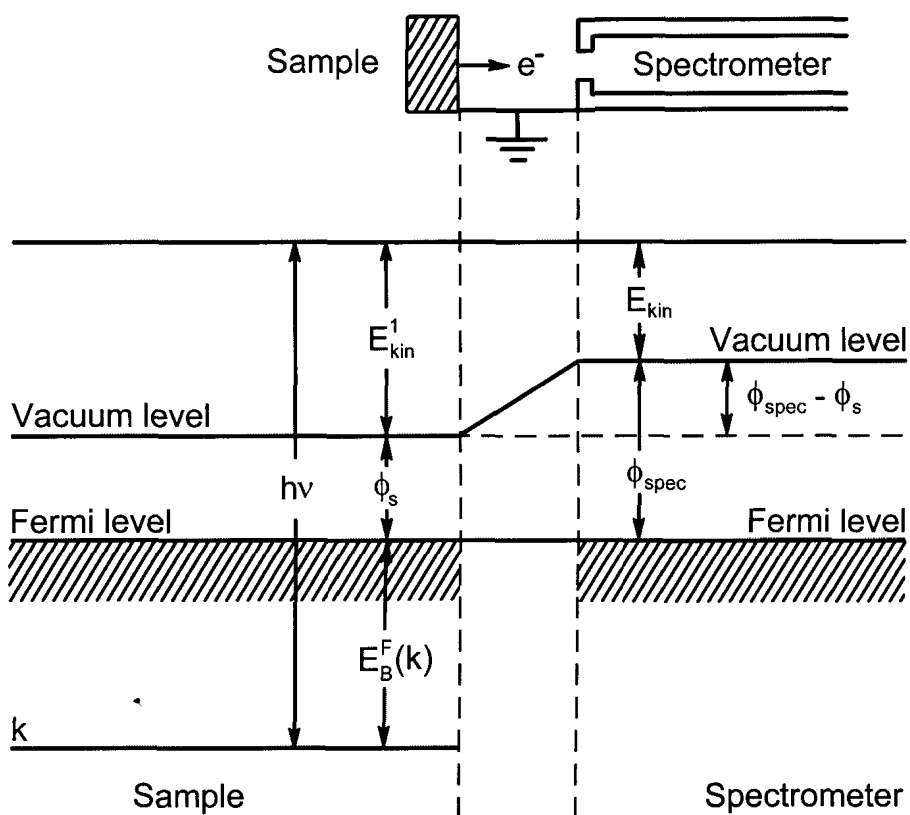 Sample e⁻ Spectrometer
E¹kin
Ekin
Vacuum level
Vacuum level
ϕspec - ϕs
hν
ϕs
ϕspec
Fermi level
Fermi level
EFB(k)
k
Sample
Spectrometer